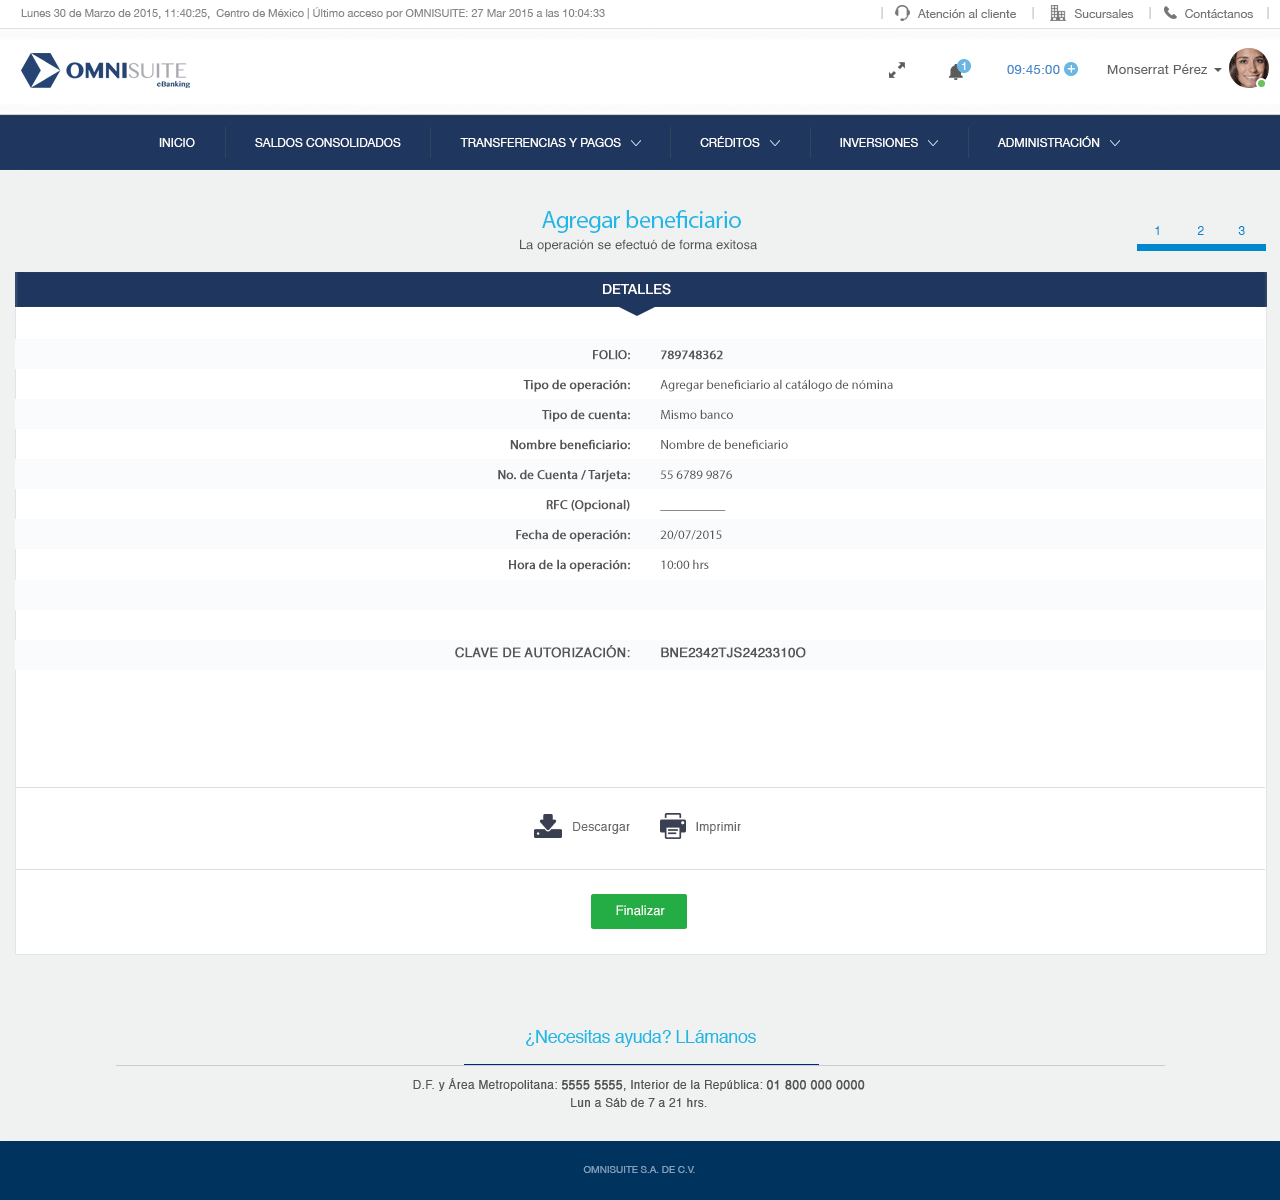 Lunes 30 de Marzo de 2015, 11:40:25,  Centro de México | Último acceso por OMNISUITE: 27 Mar 2015 a las 10:04:33 | Atención al cliente | Sucursales | Contáctanos |
OMNISUITE
eBanking
1
09:45:00
Monserrat Pérez
INICIO
SALDOS CONSOLIDADOS
TRANSFERENCIAS Y PAGOS
CRÉDITOS
INVERSIONES
ADMINISTRACIÓN
Agregar beneficiario
La operación se efectuó de forma exitosa
1 2 3
DETALLES
FOLIO: 789748362
Tipo de operación: Agregar beneficiario al catálogo de nómina
Tipo de cuenta: Mismo banco
Nombre beneficiario: Nombre de beneficiario
No. de Cuenta / Tarjeta: 55 6789 9876
RFC (Opcional) __________
Fecha de operación: 20/07/2015
Hora de la operación: 10:00 hrs
CLAVE DE AUTORIZACIÓN: BNE2342TJS2423310O
Descargar Imprimir
Finalizar
¿Necesitas ayuda? LLámanos
D.F. y Área Metropolitana: 5555 5555, Interior de la República: 01 800 000 0000
Lun a Sáb de 7 a 21 hrs.
OMNISUITE S.A. DE C.V.